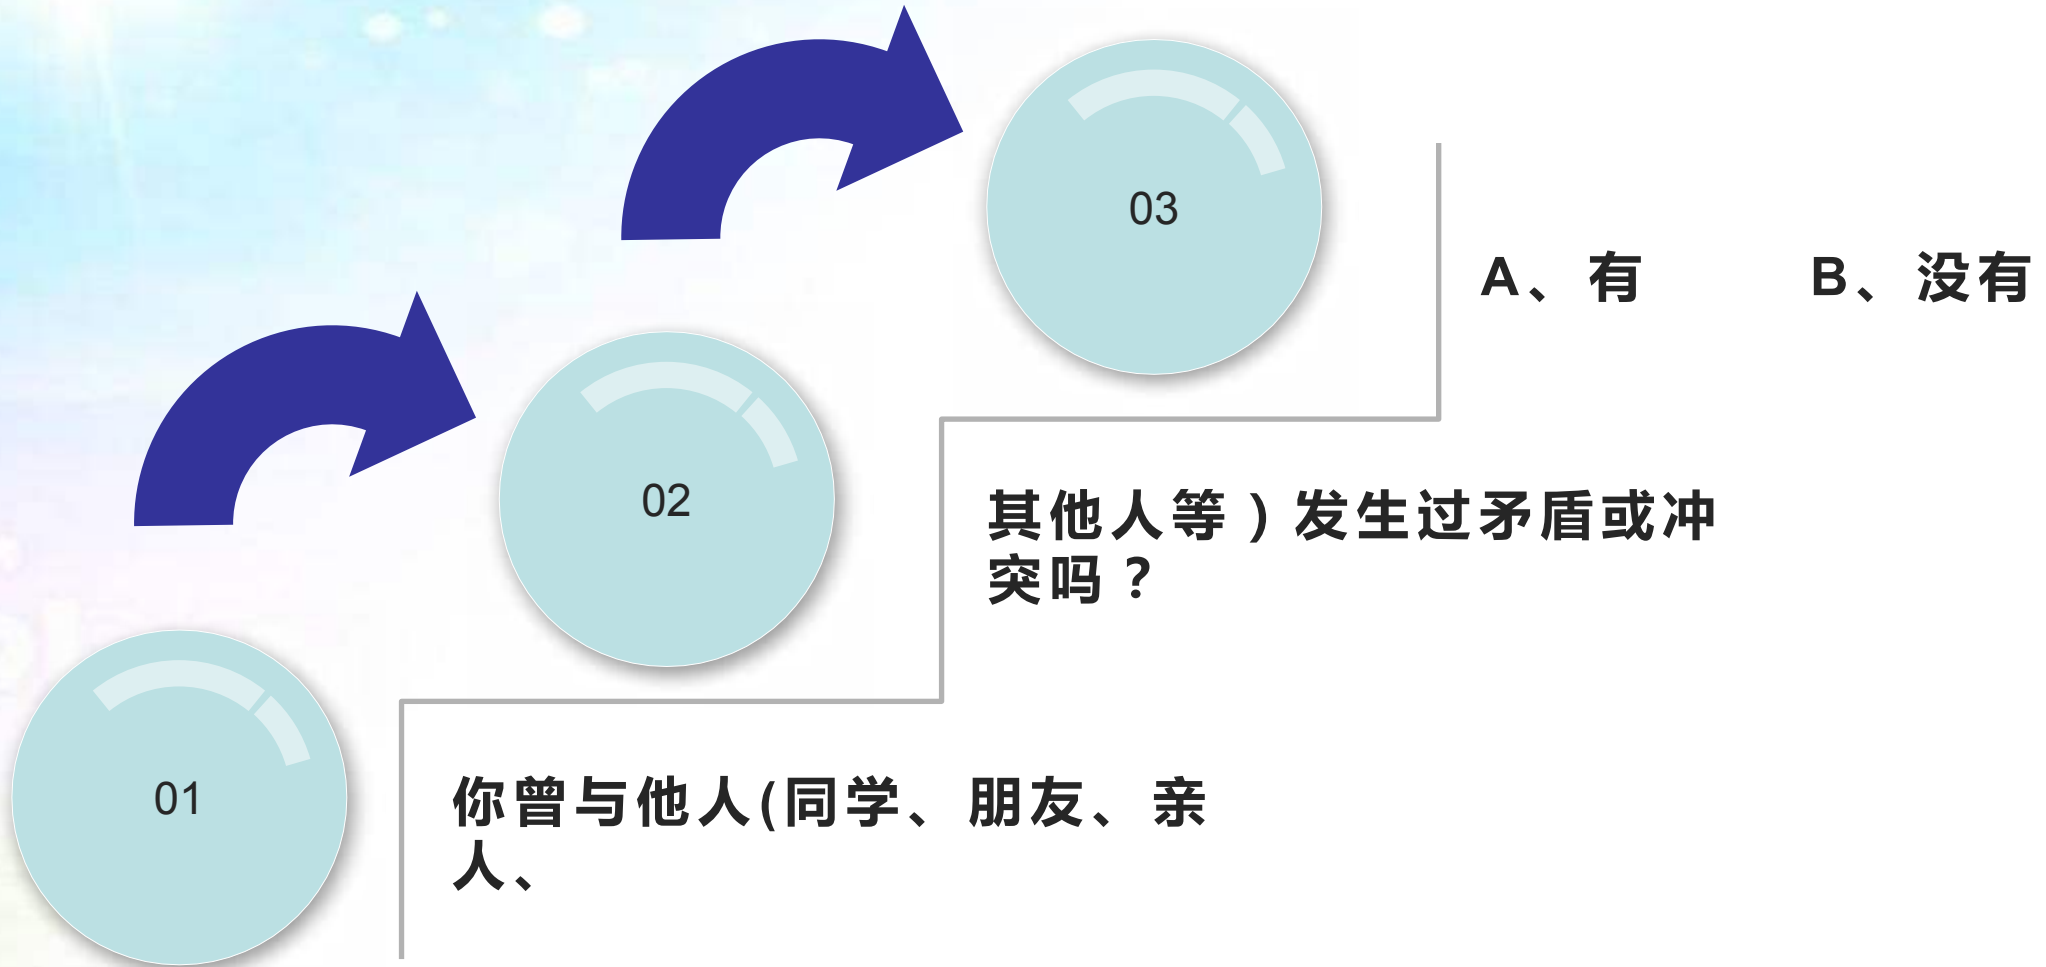 03
A、有 B、没有
02
其他人等）发生过矛盾或冲
突吗？
01
你曾与他人(同学、朋友、亲
人、